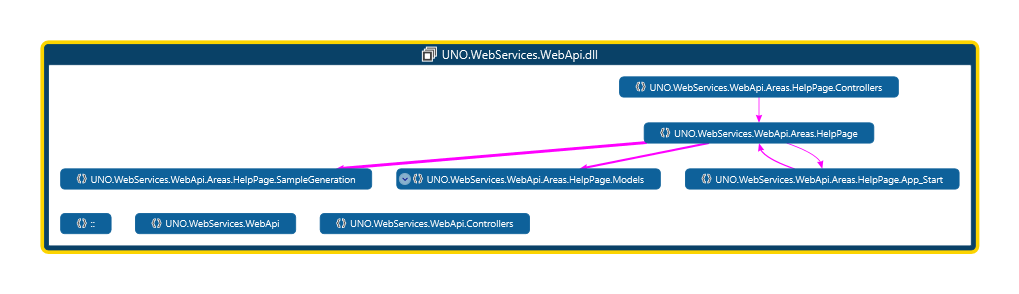 UNO.WebServices.WebApi.dll
UNO.WebServices.WebApi.Areas.HelpPage.Controllers
UNO.WebServices.WebApi.Areas.HelpPage
UNO.WebServices.WebApi.Areas.HelpPage.SampleGeneration
UNO.WebServices.WebApi.Areas.HelpPage.Models
UNO.WebServices.WebApi.Areas.HelpPage.App_Start
::
UNO.WebServices.WebApi
UNO.WebServices.WebApi.Controllers